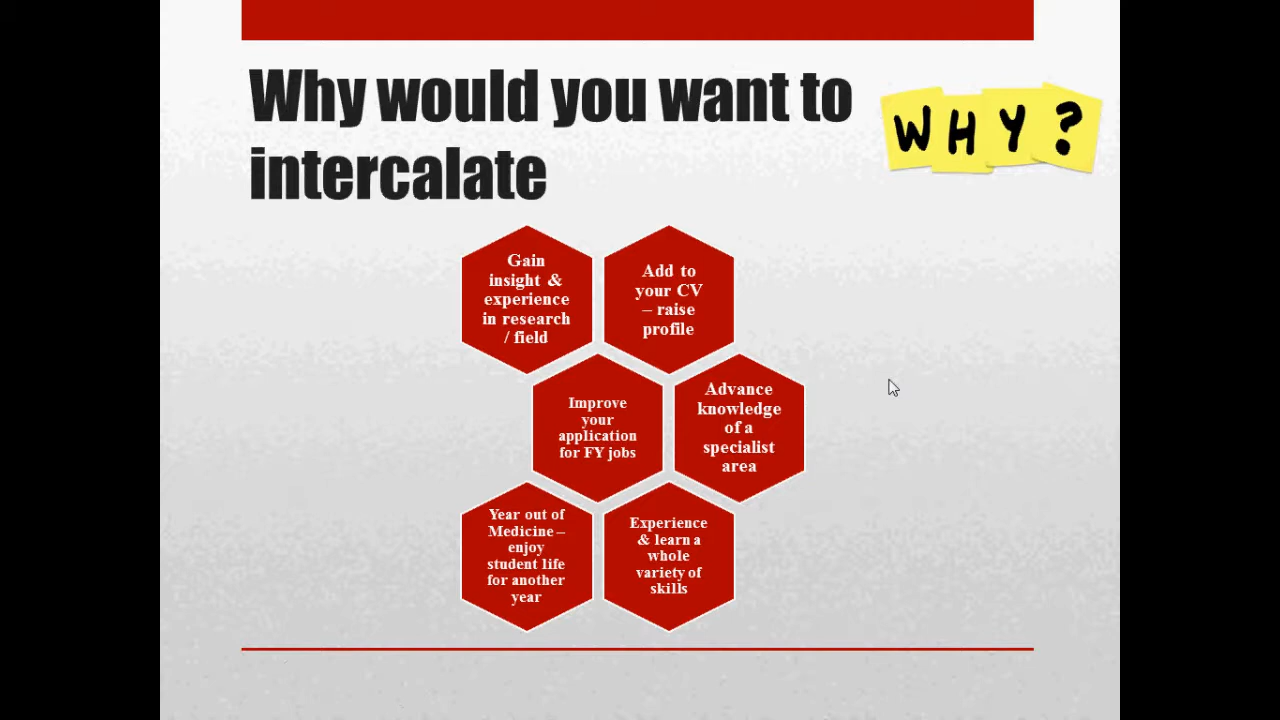 Why would you want to
intercalate
WHY?
Gain
insight &
experience
in research
/ field
Add to
your CV
– raise
profile
Improve
your
application
for FY jobs
Advance
knowledge
of a
specialist
area
Year out of
Medicine –
enjoy
student life
for another
year
Experience
& learn a
whole
variety of
skills